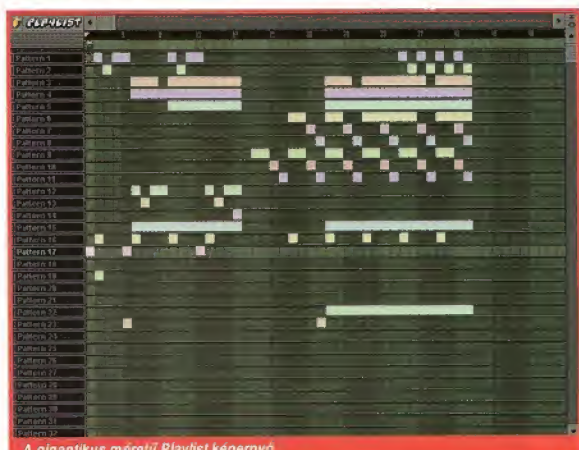 PLAYLIST
Pattern 1
Pattern 2
Pattern 3
Pattern 4
Pattern 5
Pattern 6
Pattern 7
Pattern 8
Pattern 9
Pattern 10
Pattern 11
Pattern 12
Pattern 13
Pattern 14
Pattern 15
Pattern 16
Pattern 17
Pattern 18
Pattern 19
Pattern 20
Pattern 21
Pattern 22
Pattern 23
Pattern 24
Pattern 25
Pattern 26
Pattern 27
Pattern 28
Pattern 29
Pattern 30
Pattern 31
Pattern 32
A gigantikus méretű Playlist képernyő